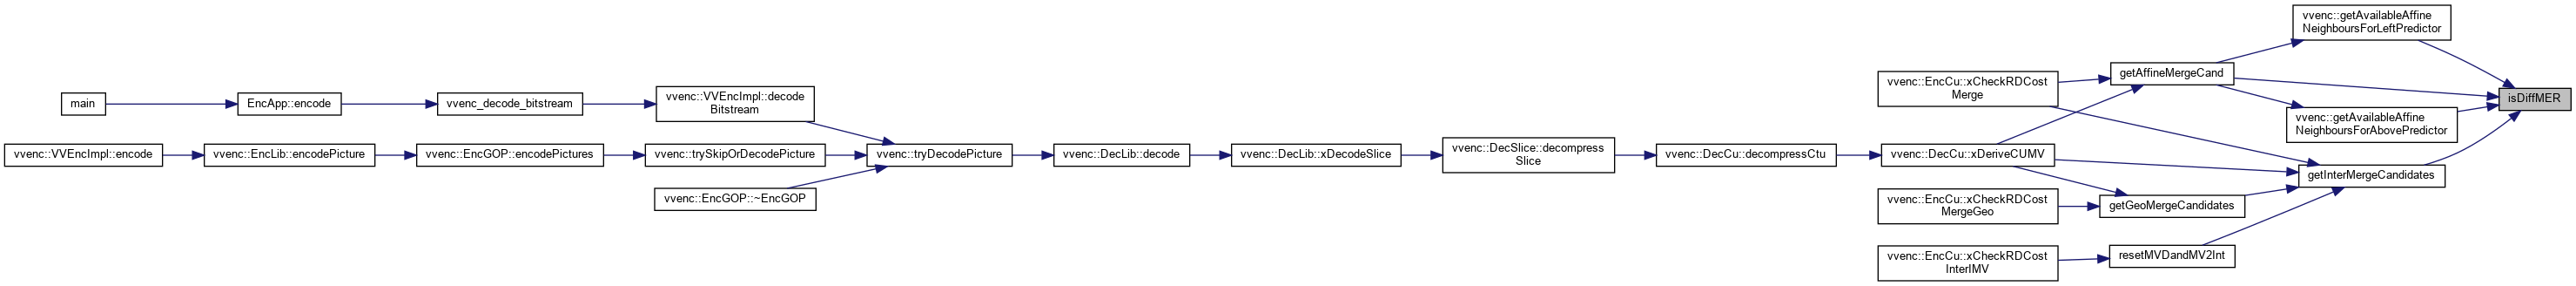 main
vvenc::VVEncImpl::encode
EncApp::encode
vvenc::EncLib::encodePicture
vvenc_decode_bitstream
vvenc::EncGOP::encodePictures
vvenc::VVEncImpl::decode
Bitstream
vvenc::trySkipOrDecodePicture
vvenc::EncGOP::~EncGOP
vvenc::tryDecodePicture
vvenc::DecLib::decode
vvenc::DecLib::xDecodeSlice
vvenc::DecSlice::decompress
Slice
vvenc::DecCu::decompressCtu
vvenc::EncCu::xCheckRDCost
Merge
vvenc::DecCu::xDeriveCUMV
vvenc::EncCu::xCheckRDCost
MergeGeo
vvenc::EncCu::xCheckRDCost
InterIMV
getAffineMergeCand
getGeoMergeCandidates
resetMVDandMV2Int
vvenc::getAvailableAffine
NeighboursForLeftPredictor
vvenc::getAvailableAffine
NeighboursForAbovePredictor
getInterMergeCandidates
isDiffMER